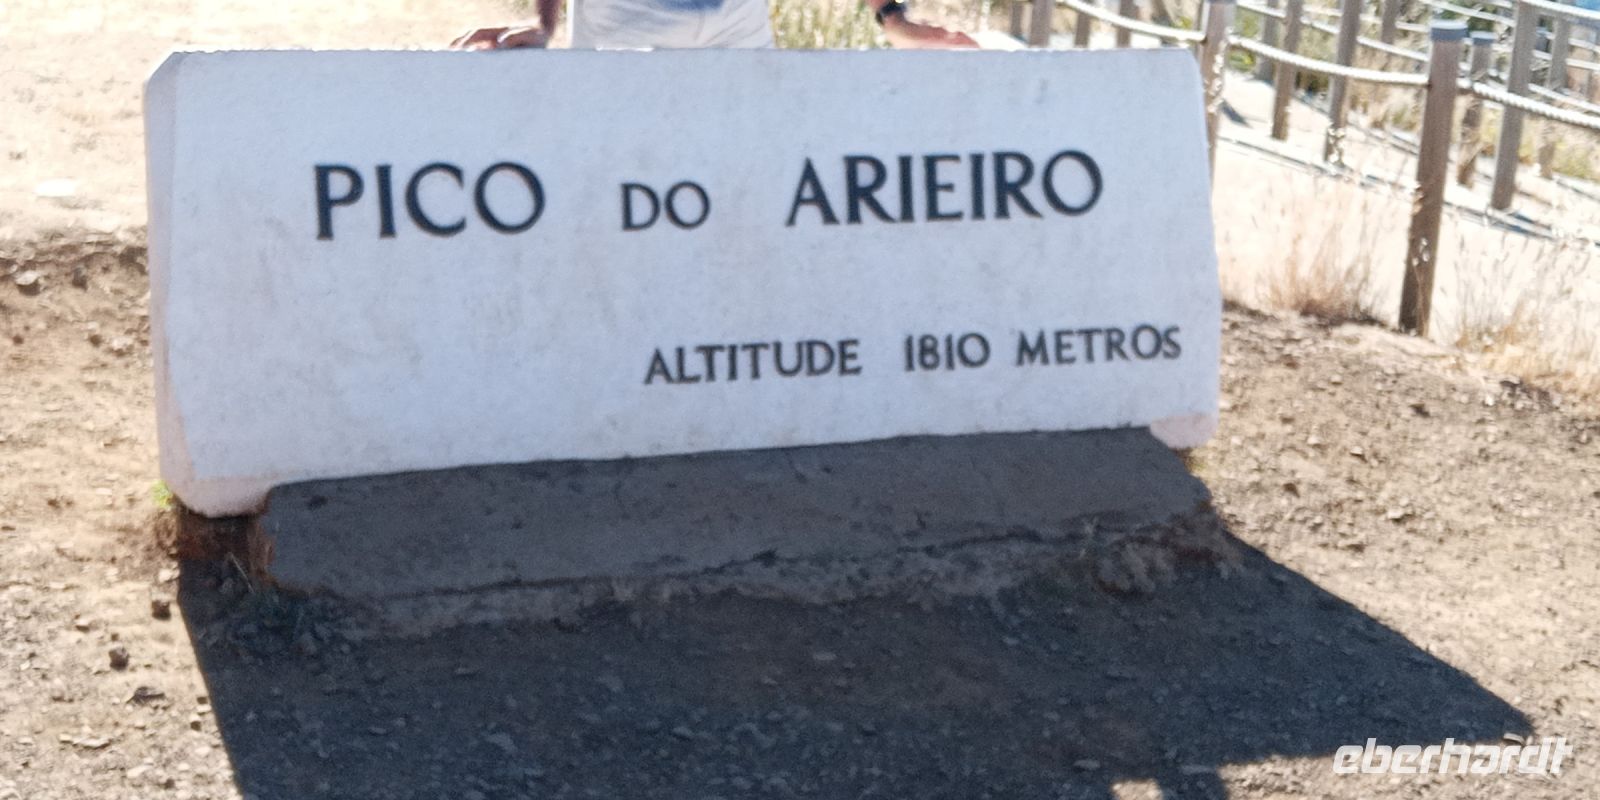 PICO DO ARIEIRO
ALTITUDE 1810 METROS
eberhardt